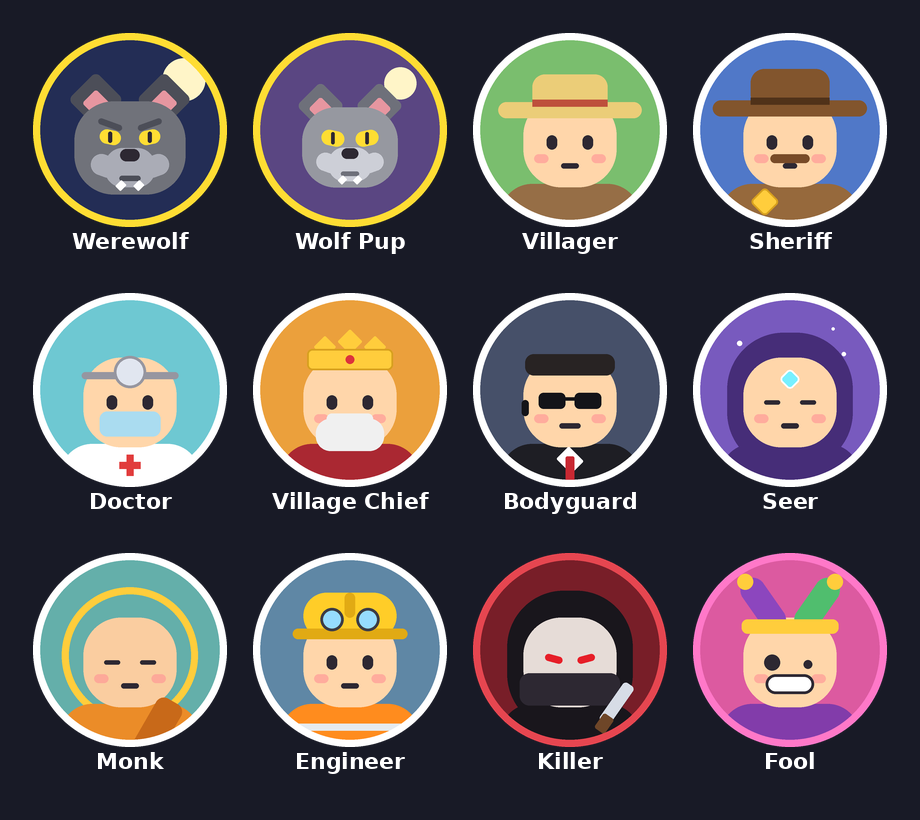 Werewolf
Wolf Pup
Villager
Sheriff
Doctor
Village Chief
Bodyguard
Seer
Monk
Engineer
Killer
Fool